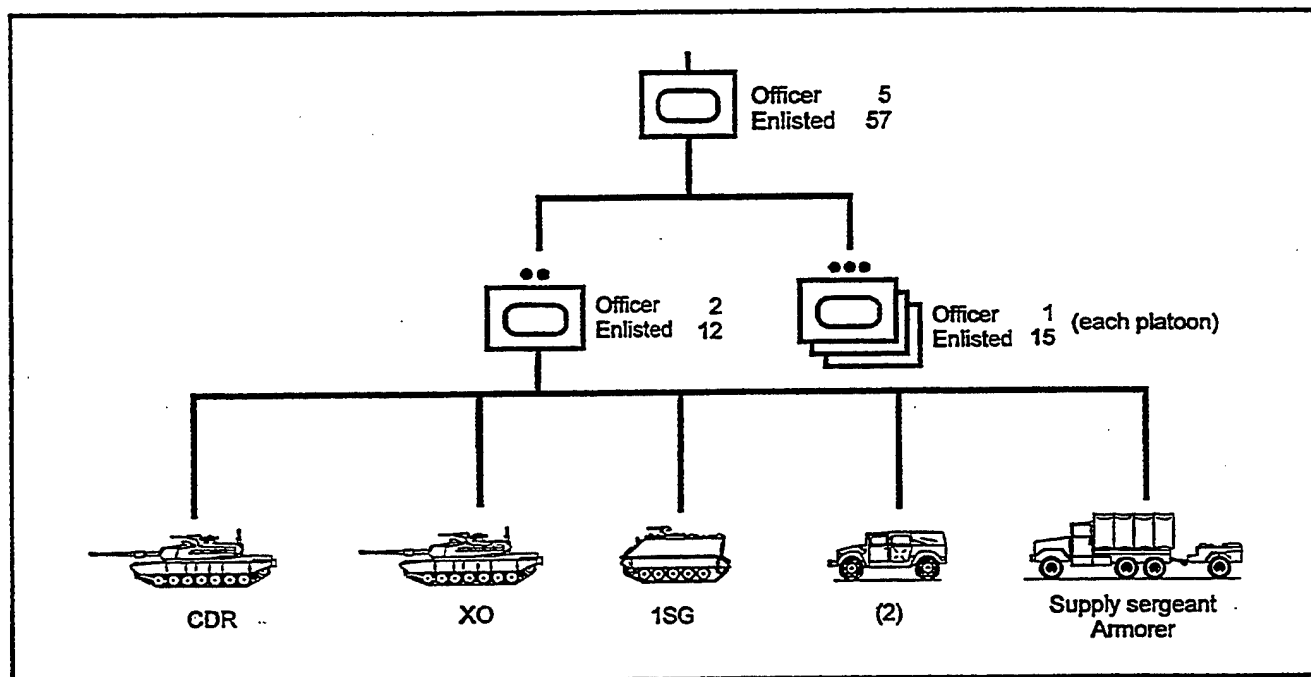 Officer 5
Enlisted 57
Officer 2
Enlisted 12
Officer 1
Enlisted 15 (each platoon)
CDR
XO
1SG
(2)
Supply sergeant
Armorer